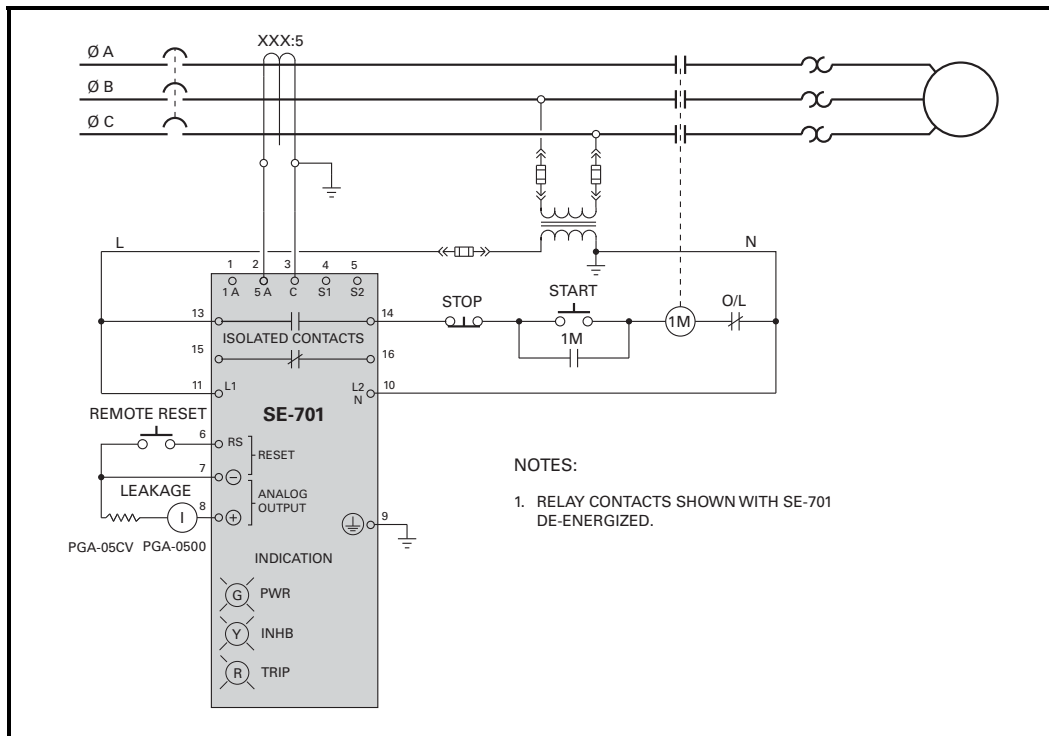 XXX:5
Ø A
Ø B
Ø C
L
N
1 2 3 4 5
1 A 5 A C S1 S2
STOP
START
1M
1M
O/L
13
14
ISOLATED CONTACTS
15
16
11
L1
L2
N
10
SE-701
REMOTE RESET
6
RS
RESET
7
LEAKAGE
ANALOG
OUTPUT
8
I
PGA-05CV PGA-0500
9
INDICATION
G PWR
Y INHB
R TRIP
NOTES:
1. RELAY CONTACTS SHOWN WITH SE-701
DE-ENERGIZED.